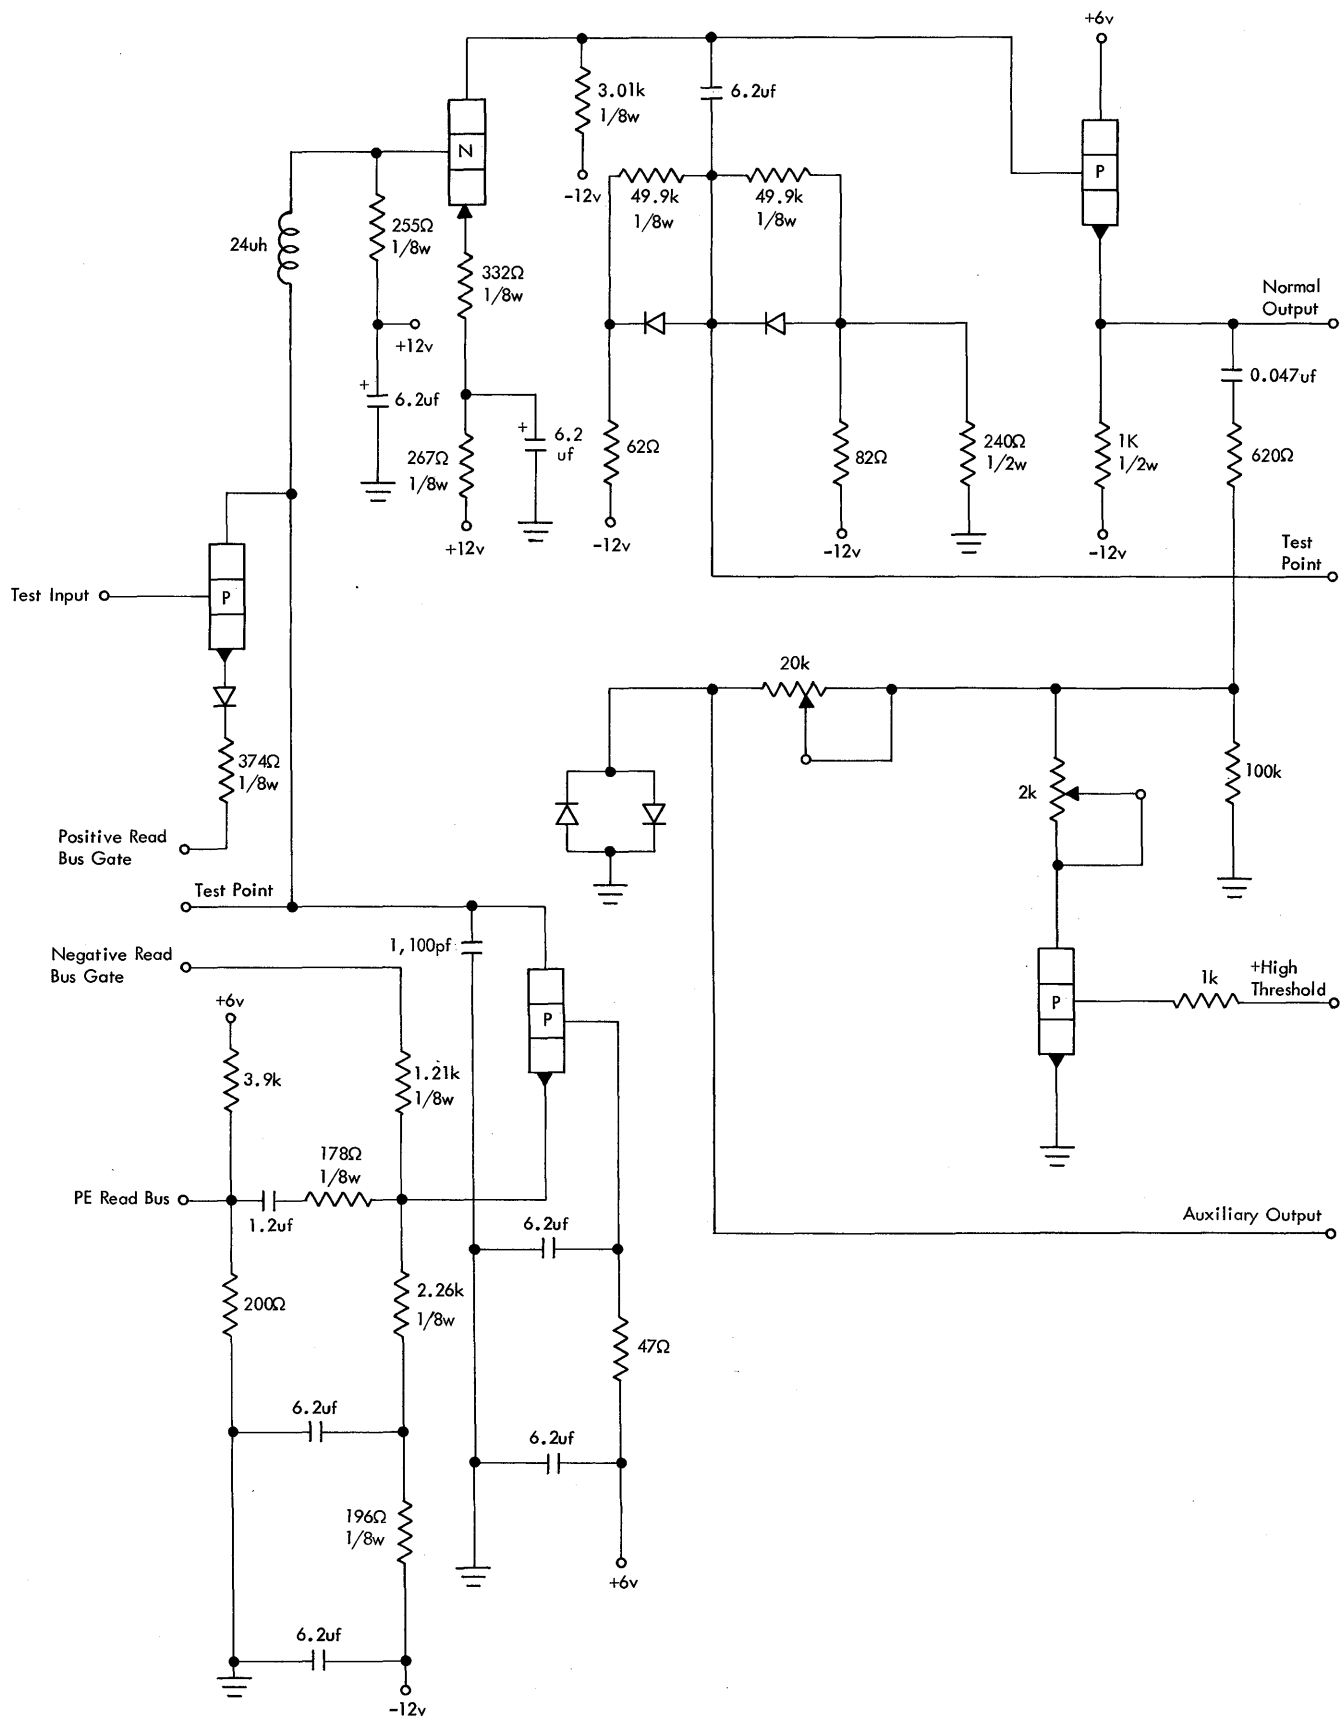 +6v
3.01k
1/8w
6.2uf
N
-12v
P
49.9k
1/8w
49.9k
1/8w
24uh
255Ω
1/8w
332Ω
1/8w
+12v
Normal
Output
6.2uf
+
0.047uf
267Ω
1/8w
+
6.2
uf
62Ω
82Ω
240Ω
1/2w
1K
1/2w
620Ω
+12v
-12v
-12v
-12v
Test
Point
Test Input
P
20k
374Ω
1/8w
2k
100k
Positive Read
Bus Gate
Test Point
1,100pf
Negative Read
Bus Gate
+6v
P
P
1k
+High
Threshold
3.9k
1.21k
1/8w
178Ω
1/8w
PE Read Bus
1.2uf
6.2uf
Auxiliary Output
200Ω
2.26k
1/8w
47Ω
6.2uf
6.2uf
196Ω
1/8w
+6v
6.2uf
-12v